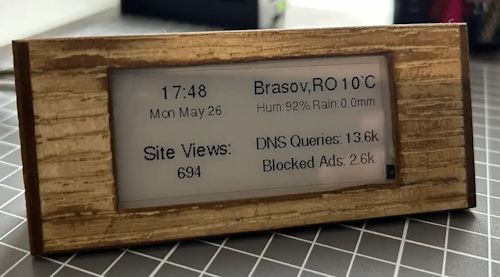 17:48
Mon May 26
Brasov,RO 10°C
Hum:92% Rain:0.0mm
Site Views:
694
DNS Queries: 13.6k
Blocked Ads: 2.6k